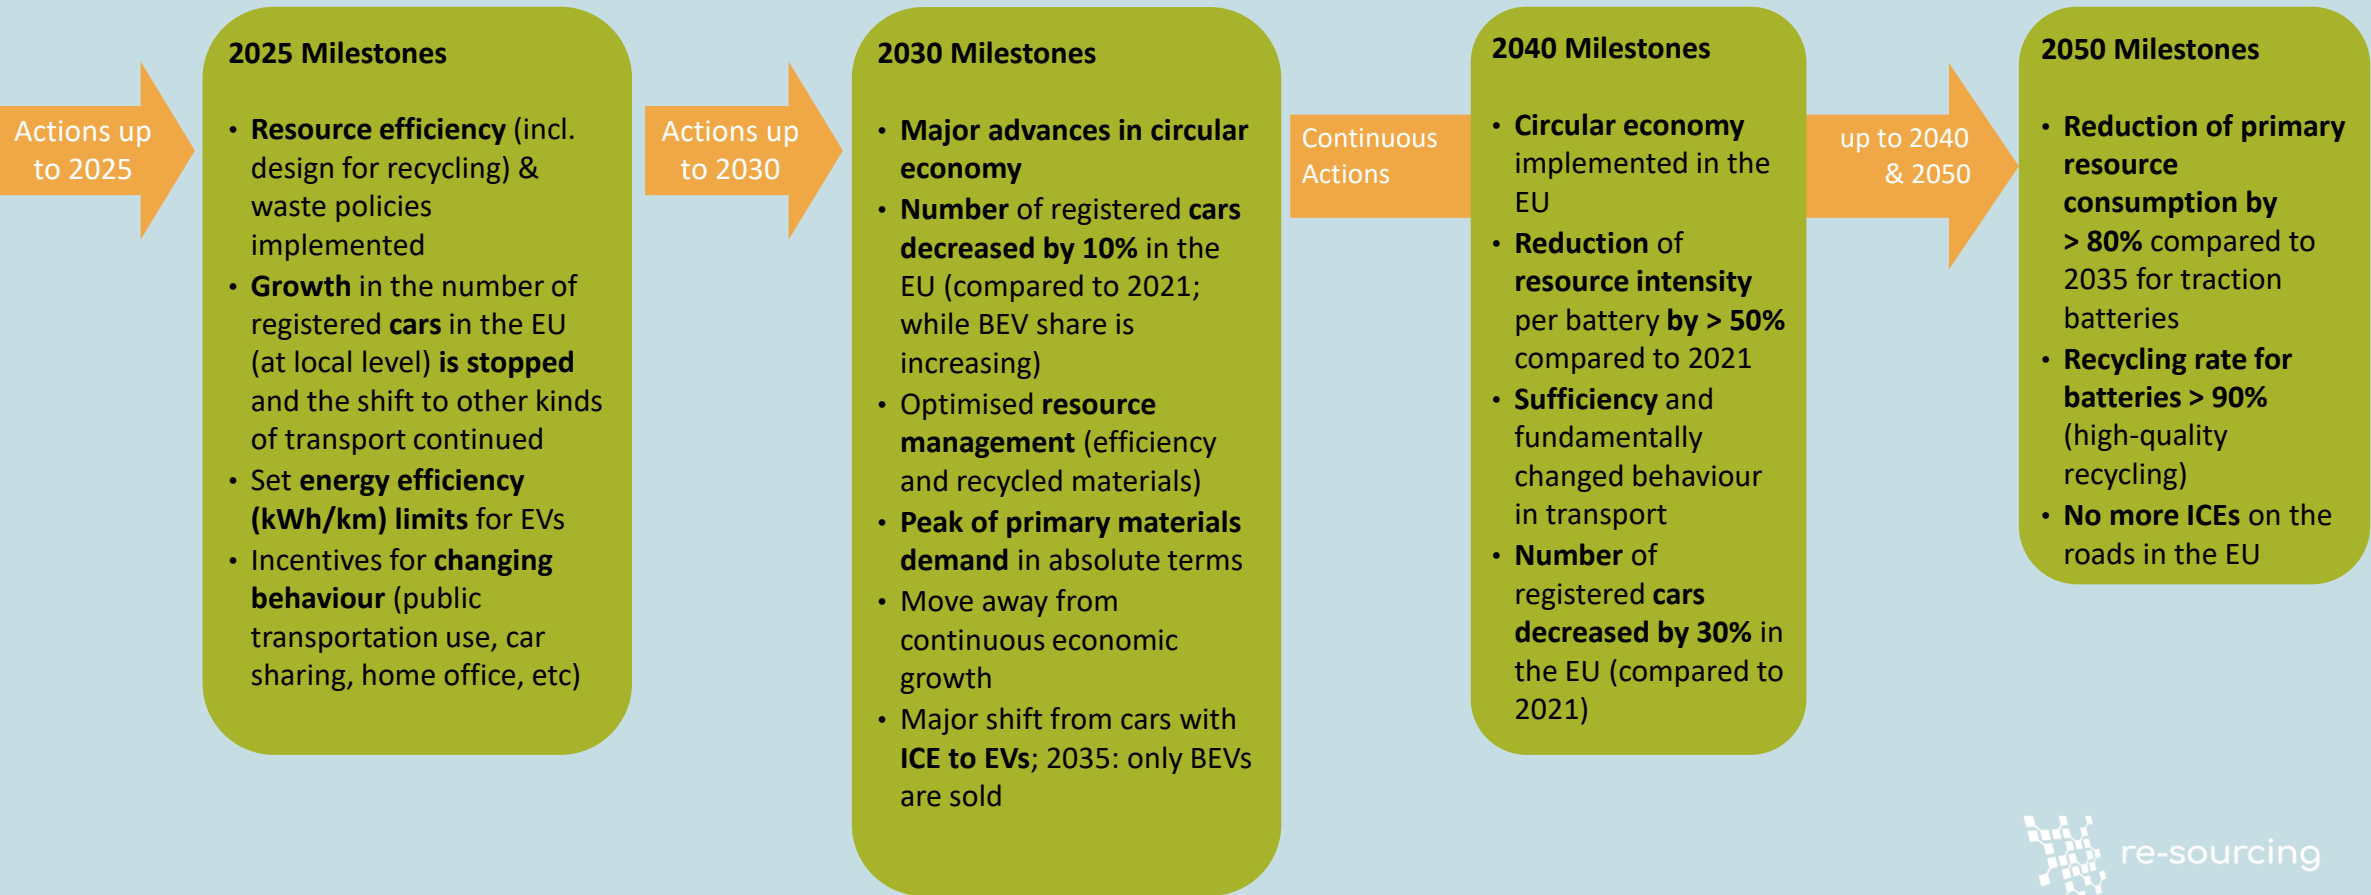 Actions up
to 2025
2025 Milestones
• Resource efficiency (incl.
design for recycling) &
waste policies
implemented
• Growth in the number of
registered cars in the EU
(at local level) is stopped
and the shift to other kinds
of transport continued
• Set energy efficiency
(kWh/km) limits for EVs
• Incentives for changing
behaviour (public
transportation use, car
sharing, home office, etc)
Actions up
to 2030
2030 Milestones
• Major advances in circular
economy
• Number of registered cars
decreased by 10% in the
EU (compared to 2021;
while BEV share is
increasing)
• Optimised resource
management (efficiency
and recycled materials)
• Peak of primary materials
demand in absolute terms
• Move away from
continuous economic
growth
• Major shift from cars with
ICE to EVs; 2035: only BEVs
are sold
Continuous
Actions
2040 Milestones
• Circular economy
implemented in the
EU
• Reduction of
resource intensity
per battery by > 50%
compared to 2021
• Sufficiency and
fundamentally
changed behaviour
in transport
• Number of
registered cars
decreased by 30% in
the EU (compared to
2021)
up to 2040
& 2050
2050 Milestones
• Reduction of primary
resource
consumption by
> 80% compared to
2035 for traction
batteries
• Recycling rate for
batteries > 90%
(high-quality
recycling)
• No more ICEs on the
roads in the EU
re-sourcing